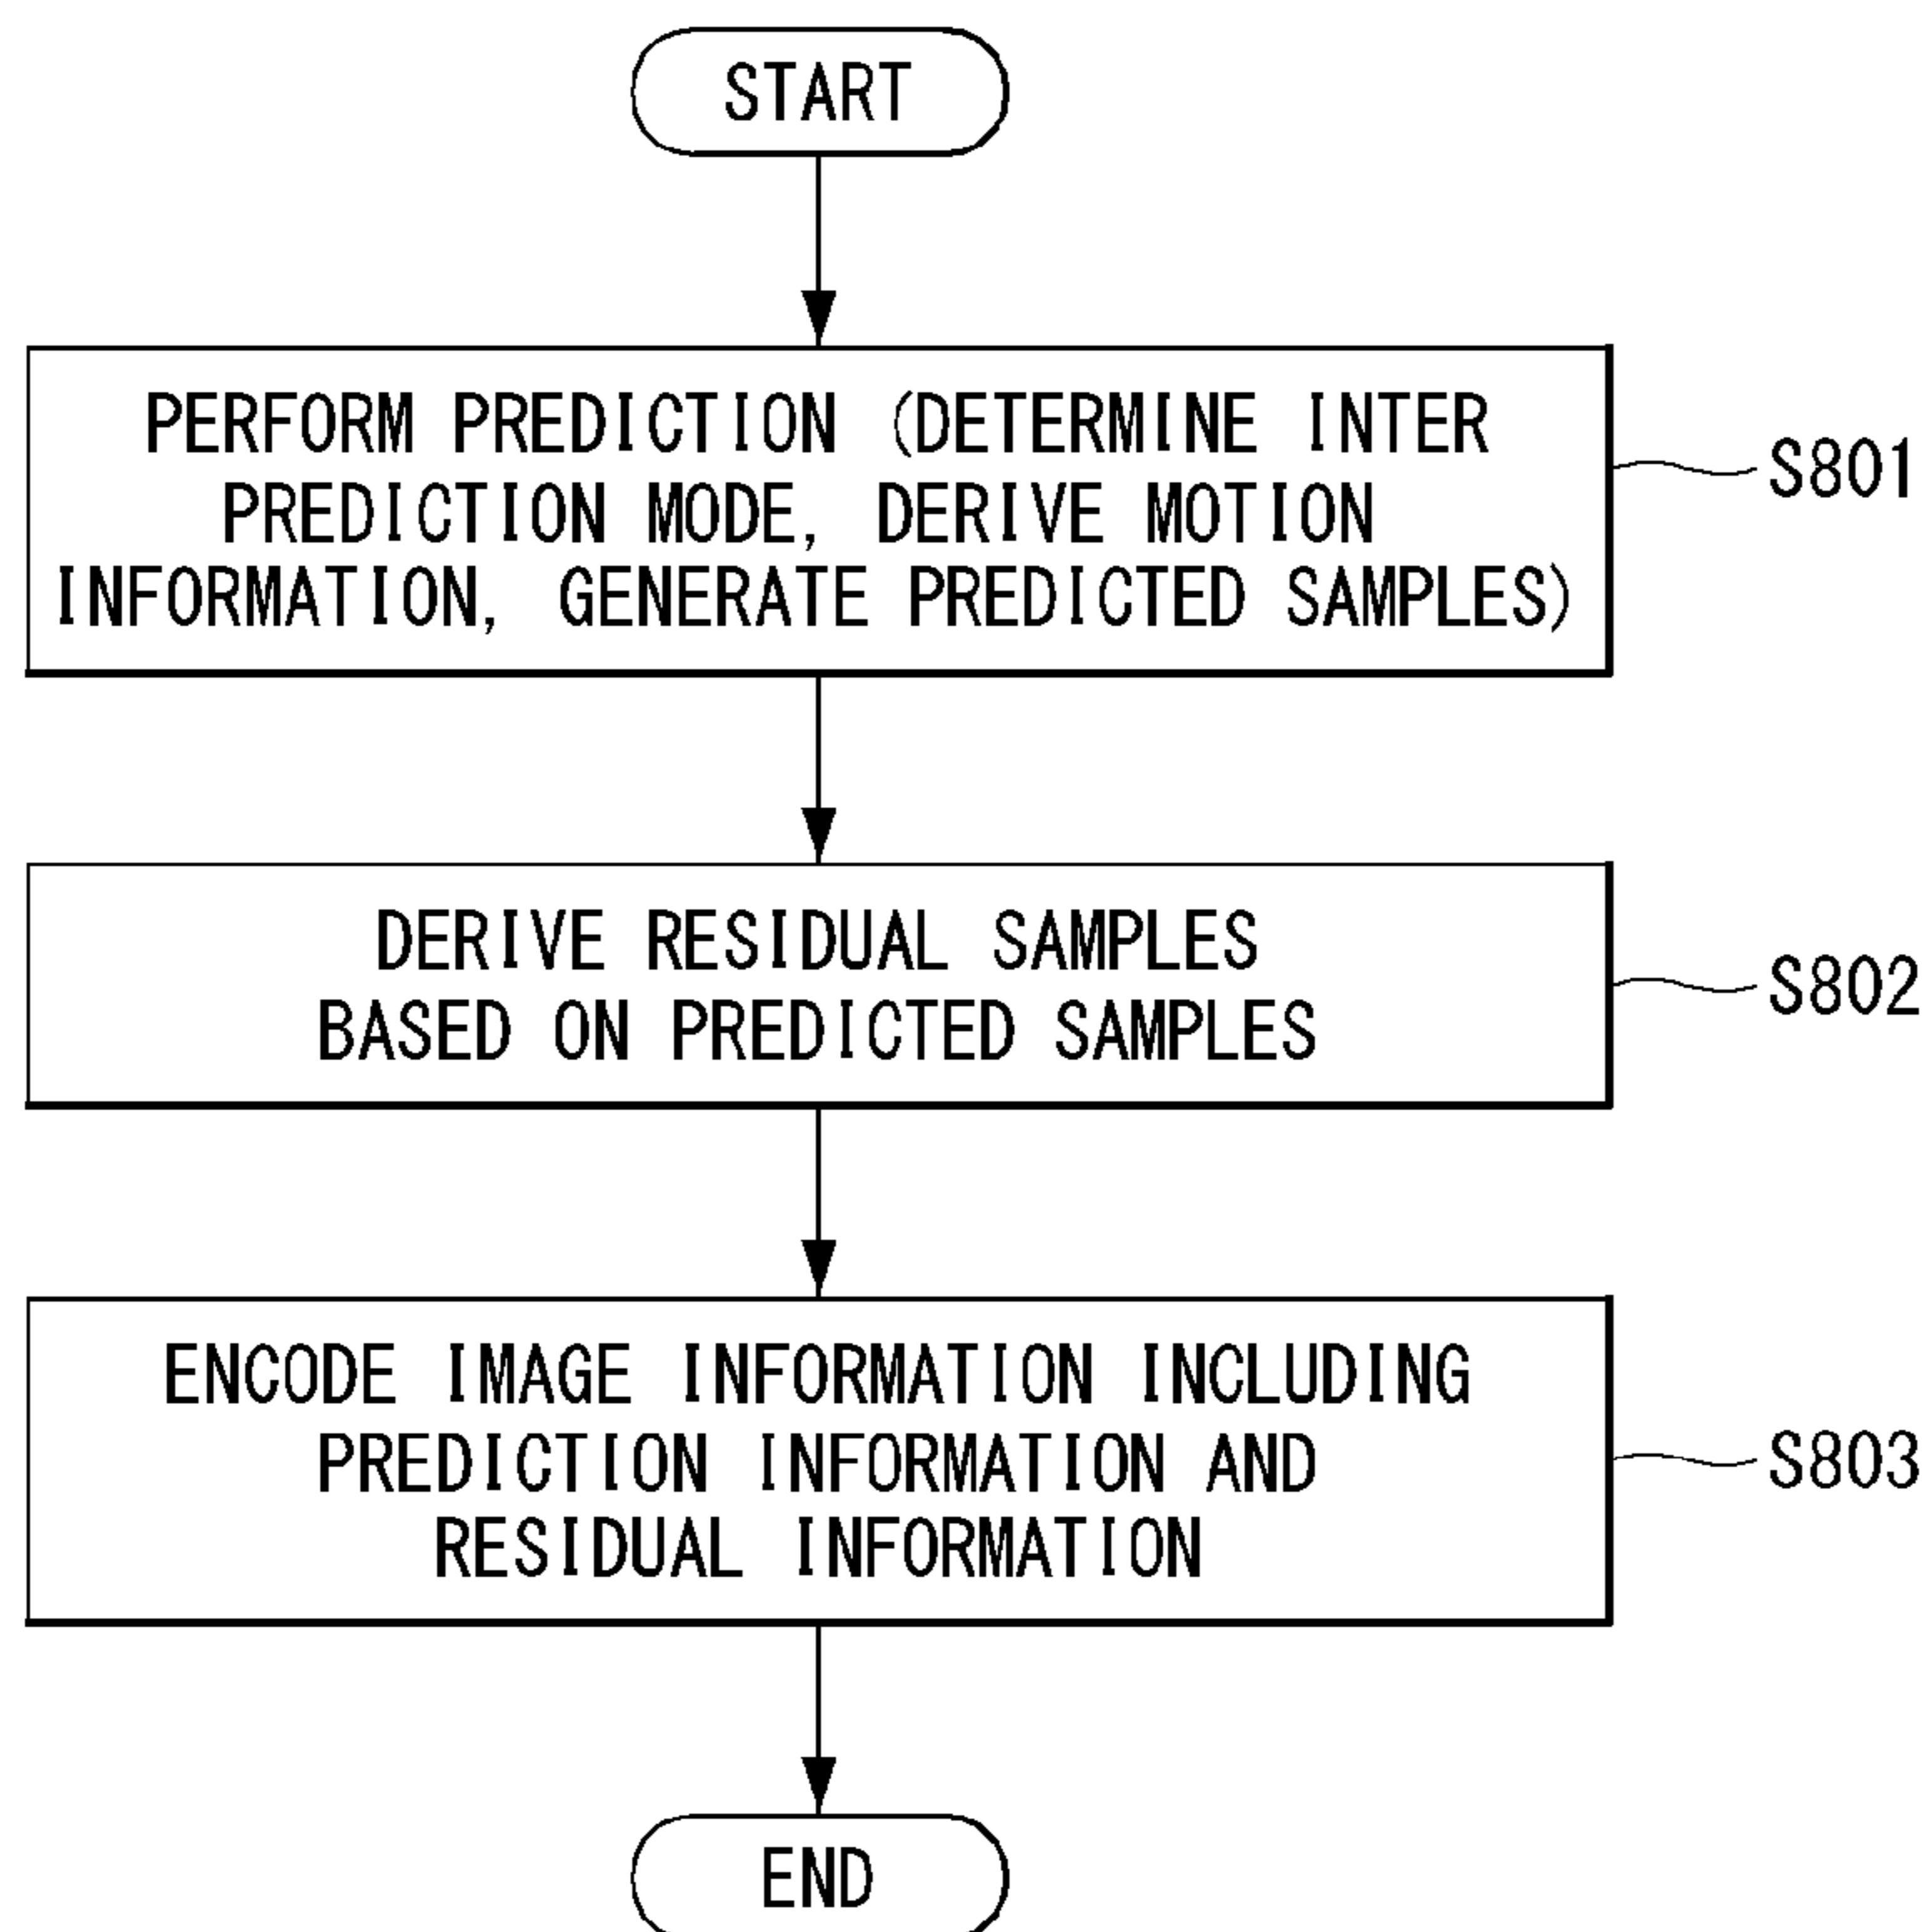 START
PERFORM PREDICTION (DETERMINE INTER
PREDICTION MODE, DERIVE MOTION
INFORMATION, GENERATE PREDICTED SAMPLES)
S801
DERIVE RESIDUAL SAMPLES
BASED ON PREDICTED SAMPLES
S802
ENCODE IMAGE INFORMATION INCLUDING
PREDICTION INFORMATION AND
RESIDUAL INFORMATION
S803
END